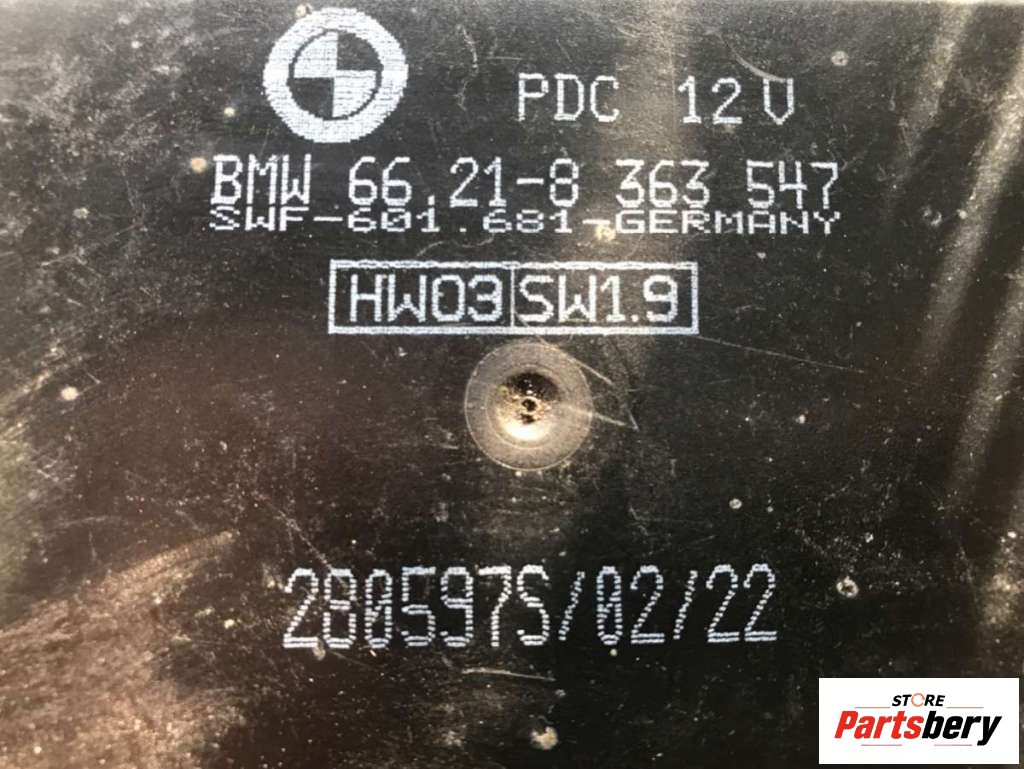 PDC 12V
BMW 66.21-8 363 547
SWF-601.681-GERMANY
HW03 SW1.9
280597S/02/22
STORE
Partsbery